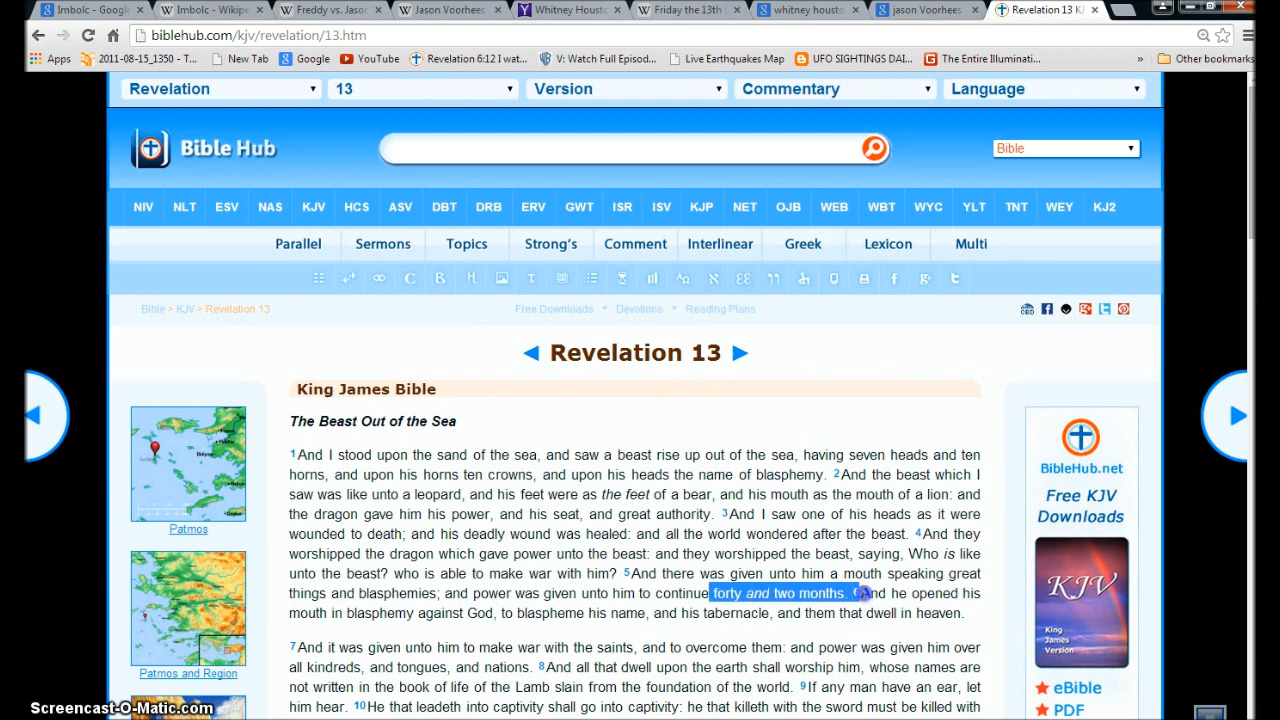 Imbolc - Google
Imbolc - Wikipe
Freddy vs. Jason
Jason Voorhees
Whitney Housto
Friday the 13th
whitney housto
jason Voorhees
Revelation 13 KJ
biblehub.com/kjv/revelation/13.htm
Apps
2011-08-15_1350 - T...
New Tab
Google
YouTube
Revelation 6:12 I wat...
V: Watch Full Episod...
Live Earthquakes Map
UFO SIGHTINGS DAI...
The Entire Illuminati...
»
Other bookmarks
Revelation
13
Version
Commentary
Language
Bible Hub
Bible
NIV NLT ESV NAS KJV HCS ASV DBT DRB ERV GWT ISR ISV KJP NET OJB WEB WBT WYC YLT TNT WEY KJ2
Parallel Sermons Topics Strong's Comment Interlinear Greek Lexicon Multi
Bible > KJV > Revelation 13
Free Downloads • Devotions • Reading Plans
◄ Revelation 13 ►
King James Bible
The Beast Out of the Sea
1And I stood upon the sand of the sea, and saw a beast rise up out of the sea, having seven heads and ten
horns, and upon his horns ten crowns, and upon his heads the name of blasphemy. 2And the beast which I
saw was like unto a leopard, and his feet were as the feet of a bear, and his mouth as the mouth of a lion: and
the dragon gave him his power, and his seat, and great authority. 3And I saw one of his heads as it were
wounded to death; and his deadly wound was healed: and all the world wondered after the beast. 4And they
worshipped the dragon which gave power unto the beast: and they worshipped the beast, saying, Who is like
unto the beast? who is able to make war with him? 5And there was given unto him a mouth speaking great
things and blasphemies; and power was given unto him to continue forty and two months. 6And he opened his
mouth in blasphemy against God, to blaspheme his name, and his tabernacle, and them that dwell in heaven.
7And it was given unto him to make war with the saints, and to overcome them: and power was given him over
all kindreds, and tongues, and nations. 8And all that dwell upon the earth shall worship him, whose names are
not written in the book of life of the Lamb slain from the foundation of the world. 9If any man have an ear, let
him hear. 10He that leadeth into captivity shall go into captivity: he that killeth with the sword must be killed with
Patmos
Patmos and Region
BibleHub.net
Free KJV
Downloads
KJV
King
James
Version
★ eBible
★ PDF
Screencast-O-Matic.com